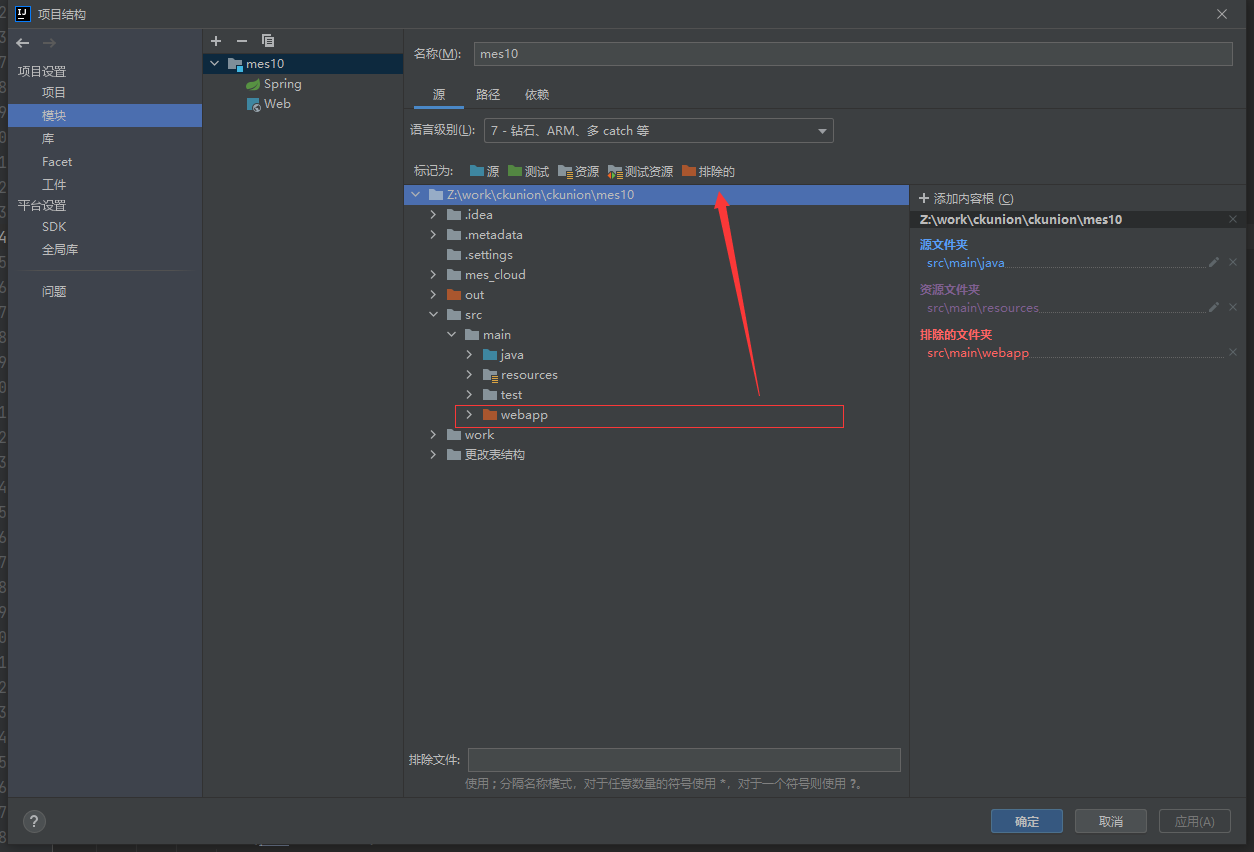 项目结构
项目设置
项目
模块
库
Facet
工件
平台设置
SDK
全局库
问题
mes10
Spring
Web
名称(M): mes10
源 路径 依赖
语言级别(L): 7 - 钻石、ARM、多 catch 等
标记为: 源 测试 资源 测试资源 排除的
Z:\work\ckunion\ckunion\mes10
.idea
.metadata
.settings
mes_cloud
out
src
main
java
resources
test
webapp
work
更改表结构
添加内容根 (C)
Z:\work\ckunion\ckunion\mes10
源文件夹
src\main\java
资源文件夹
src\main\resources
排除的文件夹
src\main\webapp
排除文件:
使用 ; 分隔名称模式，对于任意数量的符号使用 *，对于一个符号则使用 ?。
?
确定 取消 应用(A)